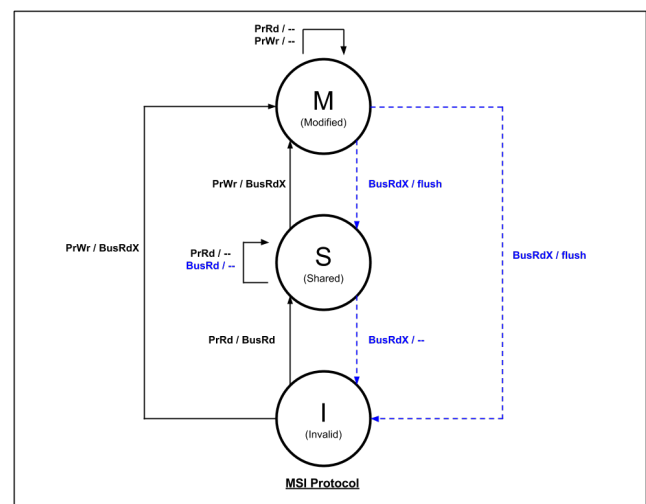 PrRd / --
PrWr / --
M
(Modified)
PrWr / BusRdX
BusRdX / flush
PrWr / BusRdX
PrRd / --
BusRd / --
S
(Shared)
BusRdX / flush
PrRd / BusRd
BusRdX / --
I
(Invalid)
MSI Protocol